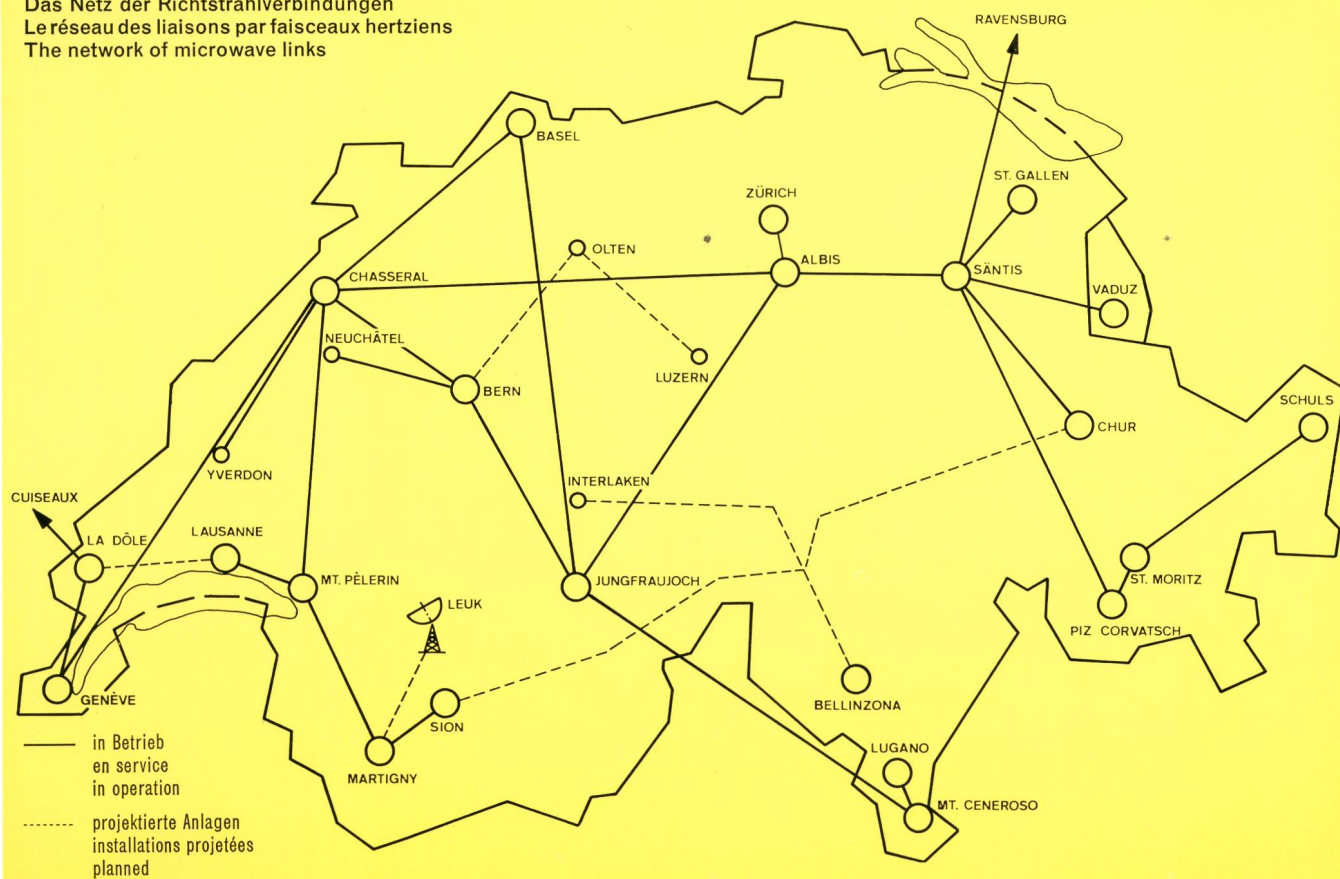 Das Netz der Richtstrahlverbindungen
Le réseau des liaisons par faisceaux hertziens
The network of microwave links
RAVENSBURG
BASEL
ZÜRICH
ST. GALLEN
OLTEN
ALBIS
SÄNTIS
CHASSERAL
VADUZ
NEUCHÂTEL
LUZERN
BERN
SCHULS
CHUR
YVERDON
INTERLAKEN
CUISEAUX
LA DÔLE
LAUSANNE
MT. PÈLERIN
JUNGFRAUJOCH
ST. MORITZ
LEUK
PIZ CORVATSCH
GENÈVE
SION
BELLINZONA
LUGANO
MARTIGNY
MT. CENEROSO
in Betrieb
en service
in operation
projektierte Anlagen
installations projetées
planned